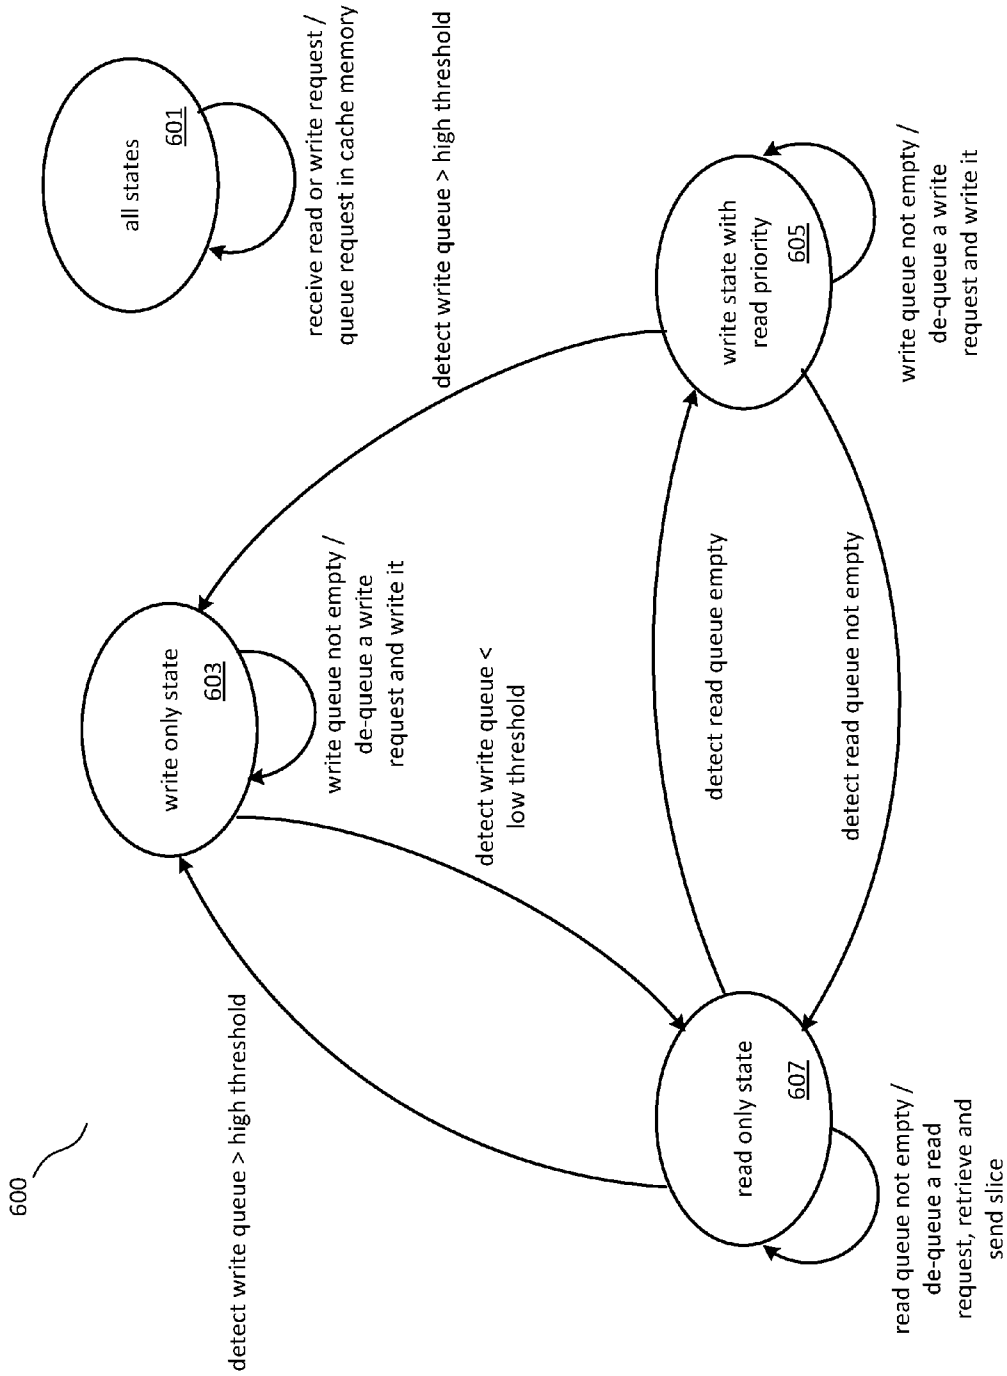 600
all states
601
receive read or write request /
queue request in cache memory
detect write queue > high threshold
write only state
603
write queue not empty /
de-queue a write
request and write it
detect write queue > high threshold
detect write queue <
low threshold
read only state
607
read queue not empty /
de-queue a read
request, retrieve and
send slice
detect read queue empty
detect read queue not empty
write state with
read priority
605
write queue not empty /
de-queue a write
request and write it